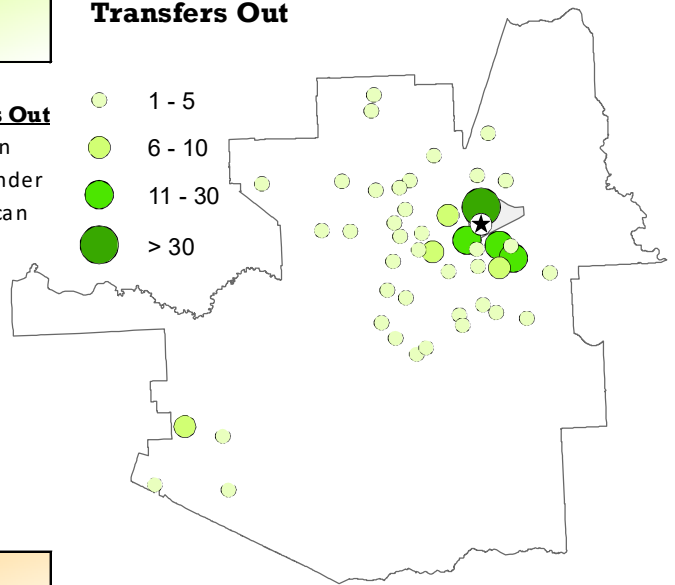 Transfers Out
s Out
n
nder
can
1 - 5
6 - 10
11 - 30
> 30